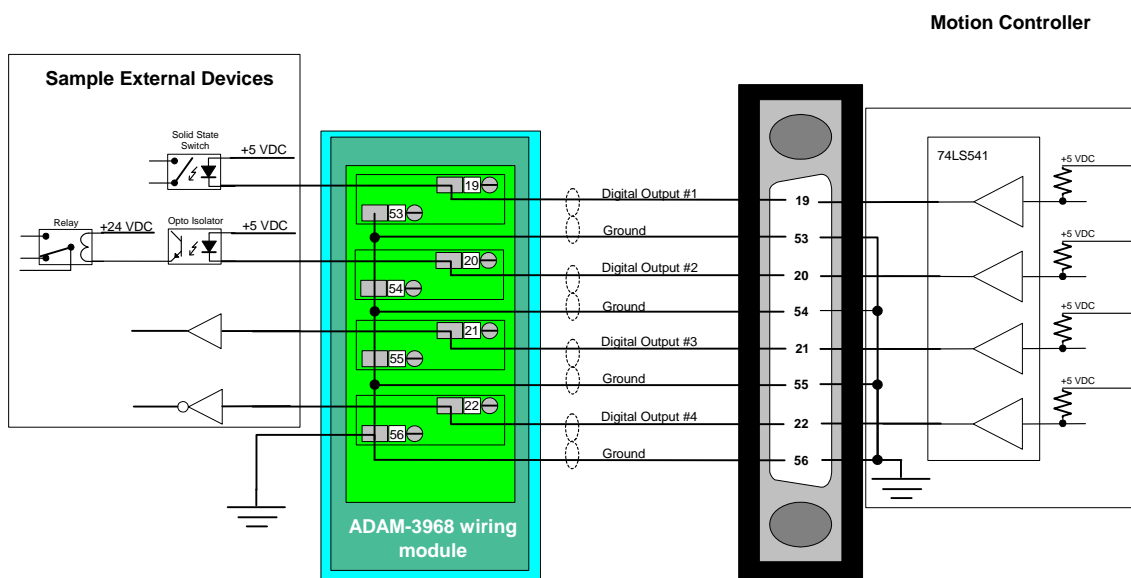 Motion Controller
Sample External Devices
Solid State
Switch
+5 VDC
Relay
+24 VDC
Opto Isolator
+5 VDC
19
53
20
54
21
55
22
56
ADAM-3968 wiring
module
Digital Output #1
Ground
Digital Output #2
Ground
Digital Output #3
Ground
Digital Output #4
Ground
19
53
20
54
21
55
22
56
74LS541
+5 VDC
+5 VDC
+5 VDC
+5 VDC